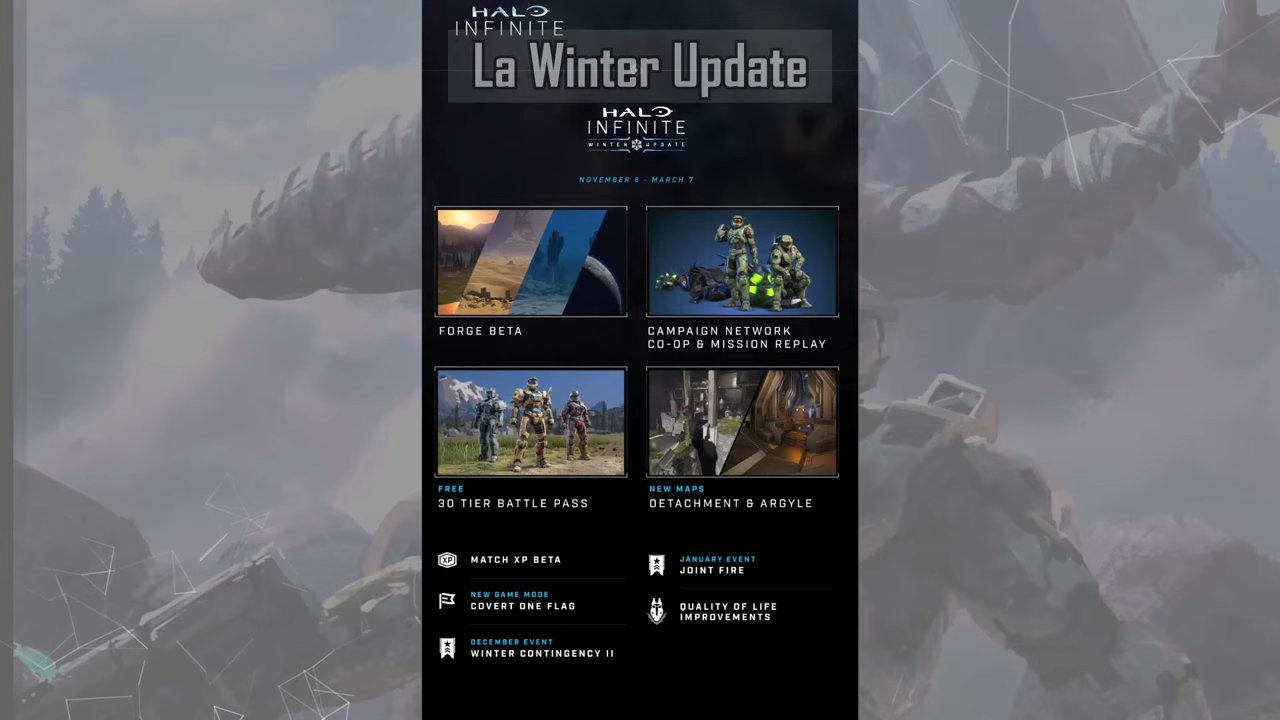 HALO
INFINITE
La Winter Update
HALO
INFINITE
WINTER UPDATE
NOVEMBER 8 - MARCH 7
FORGE BETA
CAMPAIGN NETWORK
CO-OP & MISSION REPLAY
FREE
30 TIER BATTLE PASS
NEW MAPS
DETACHMENT & ARGYLE
XP
MATCH XP BETA
NEW GAME MODE
COVERT ONE FLAG
DECEMBER EVENT
WINTER CONTINGENCY II
JANUARY EVENT
JOINT FIRE
QUALITY OF LIFE
IMPROVEMENTS